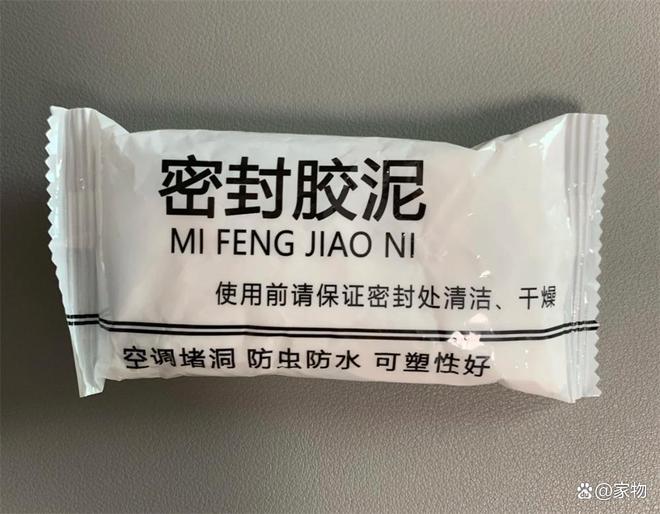 密封胶泥
MI FENG JIAO NI
使用前请保证密封处清洁、干燥
空调堵洞 防虫防水 可塑性好
@家物